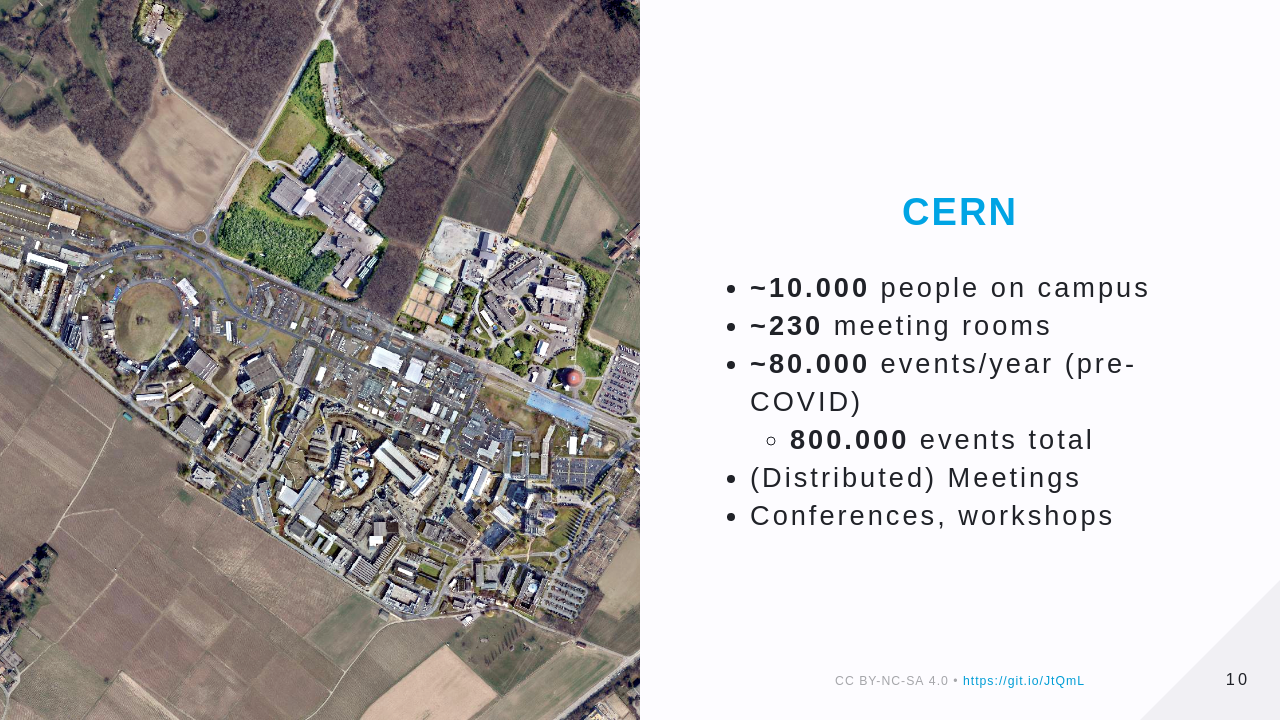 CERN
• ~10.000 people on campus
• ~230 meeting rooms
• ~80.000 events/year (pre-
COVID)
◦ 800.000 events total
• (Distributed) Meetings
• Conferences, workshops
CC BY-NC-SA 4.0 • https://git.io/JtQmL
10